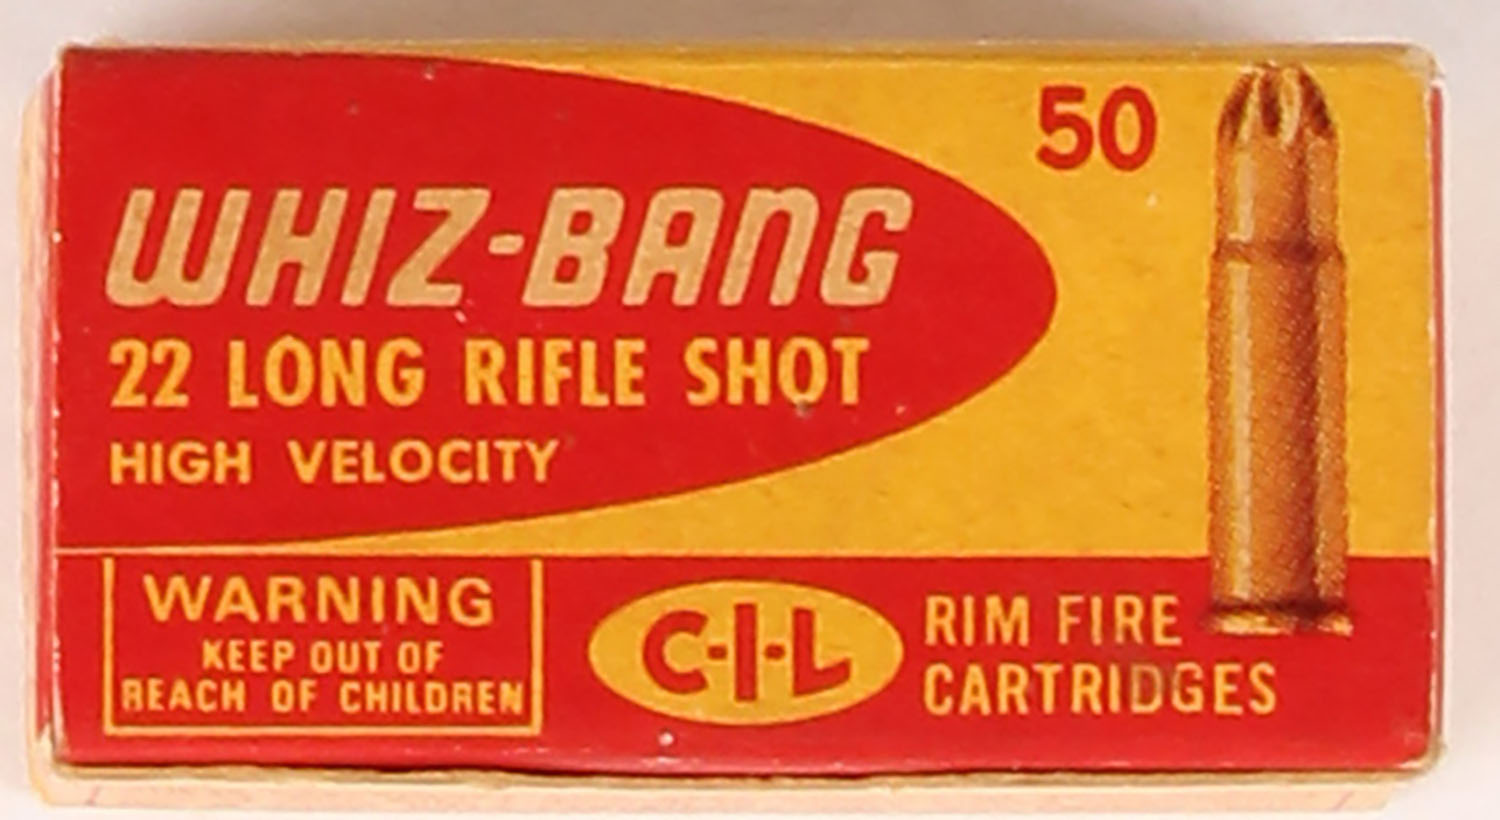 50
WHIZ-BANG
22 LONG RIFLE SHOT
HIGH VELOCITY
WARNING
KEEP OUT OF
REACH OF CHILDREN
C-I-L
RIM FIRE
CARTRIDGES